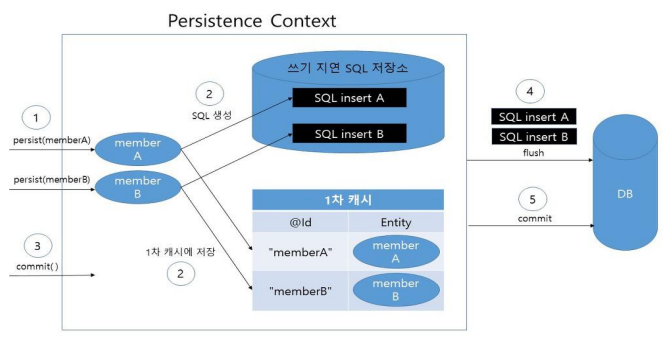 Persistence Context
쓰기 지연 SQL 저장소
SQL insert A
SQL insert B
1
persist(memberA)
persist(memberB)
member
A
member
B
2
SQL 생성
1차 캐시
@Id
Entity
"memberA"
member
A
"memberB"
member
B
3
commit( )
1차 캐시에 저장
2
4
SQL insert A
SQL insert B
flush
5
commit
DB